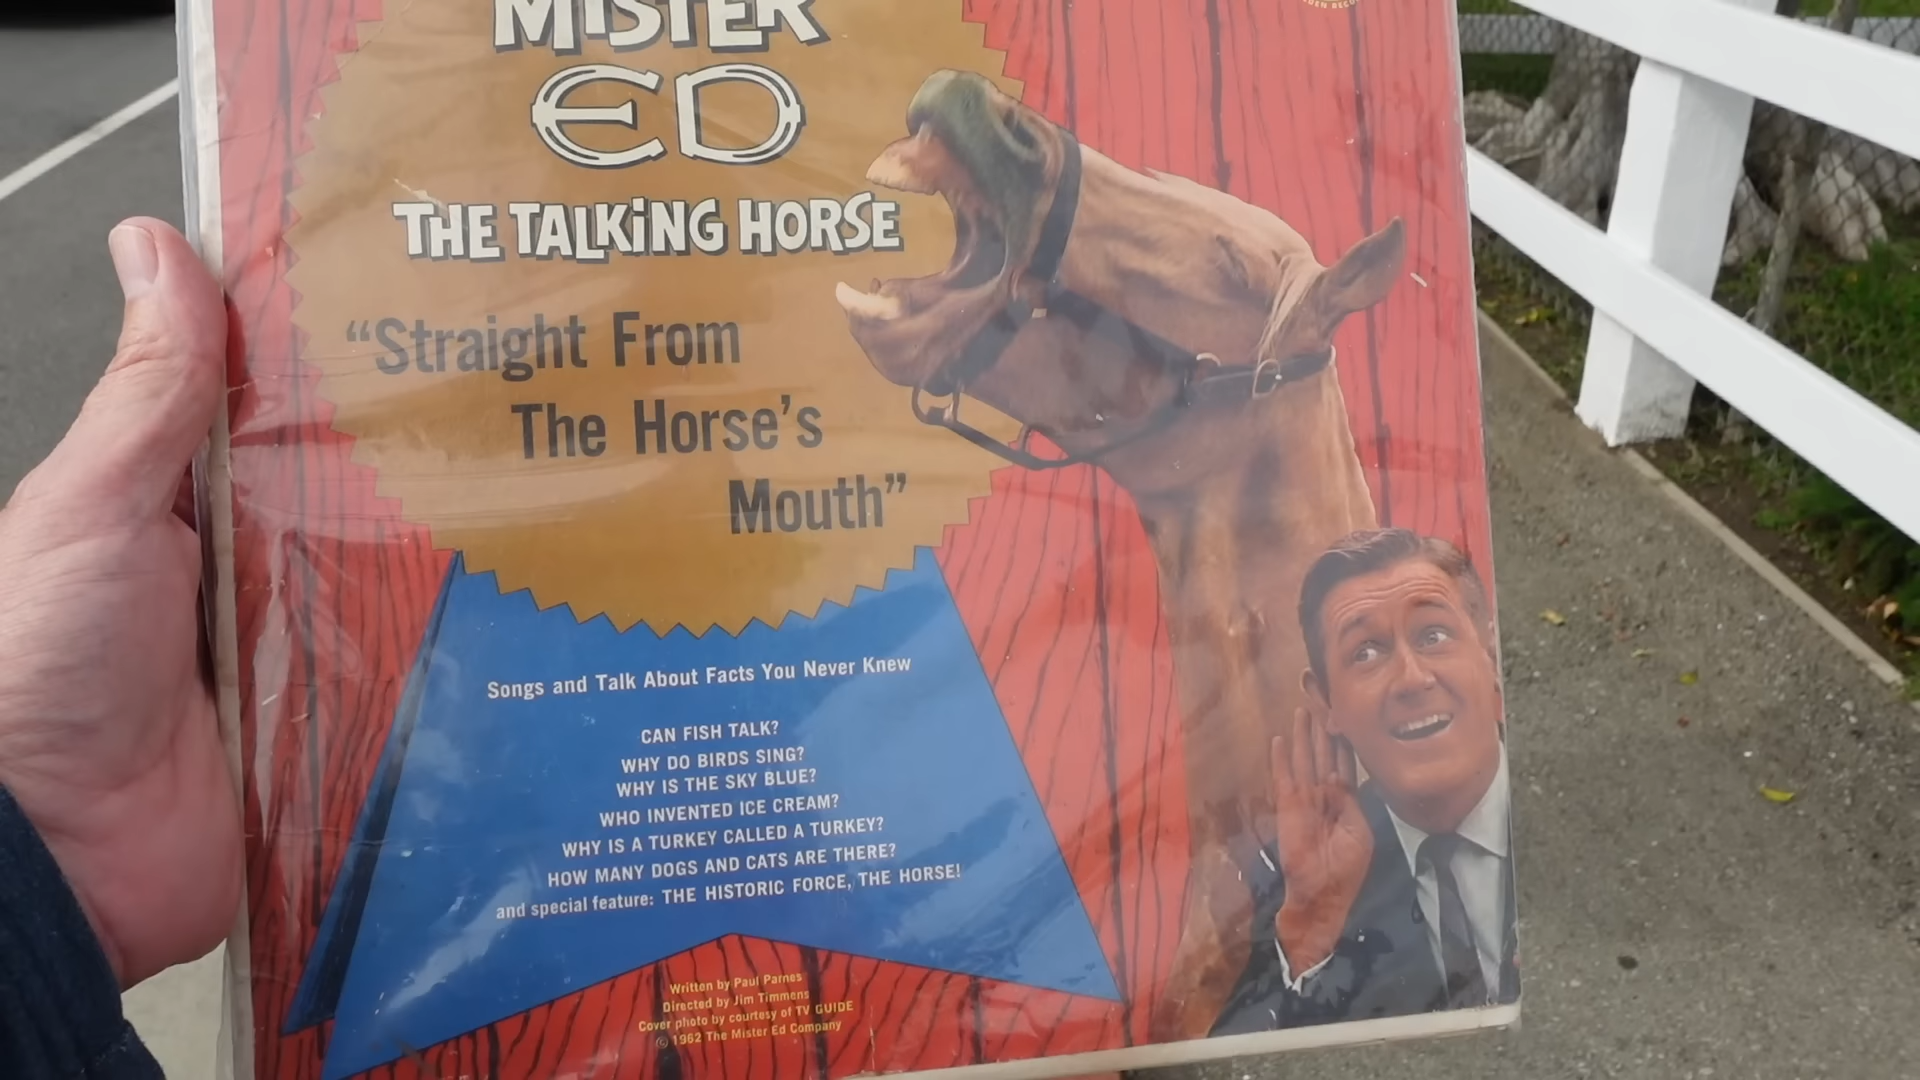 MISTER
ED
THE TALKiNG HORSE
“Straight From
The Horse’s
Mouth”
Songs and Talk About Facts You Never Knew
CAN FISH TALK?
WHY DO BIRDS SING?
WHY IS THE SKY BLUE?
WHO INVENTED ICE CREAM?
WHY IS A TURKEY CALLED A TURKEY?
HOW MANY DOGS AND CATS ARE THERE?
and special feature: THE HISTORIC FORCE, THE HORSE!
Written by Paul Parnes
Directed by Jim Timmens
Cover photo by courtesy of TV GUIDE
© 1962 The Mister Ed Company